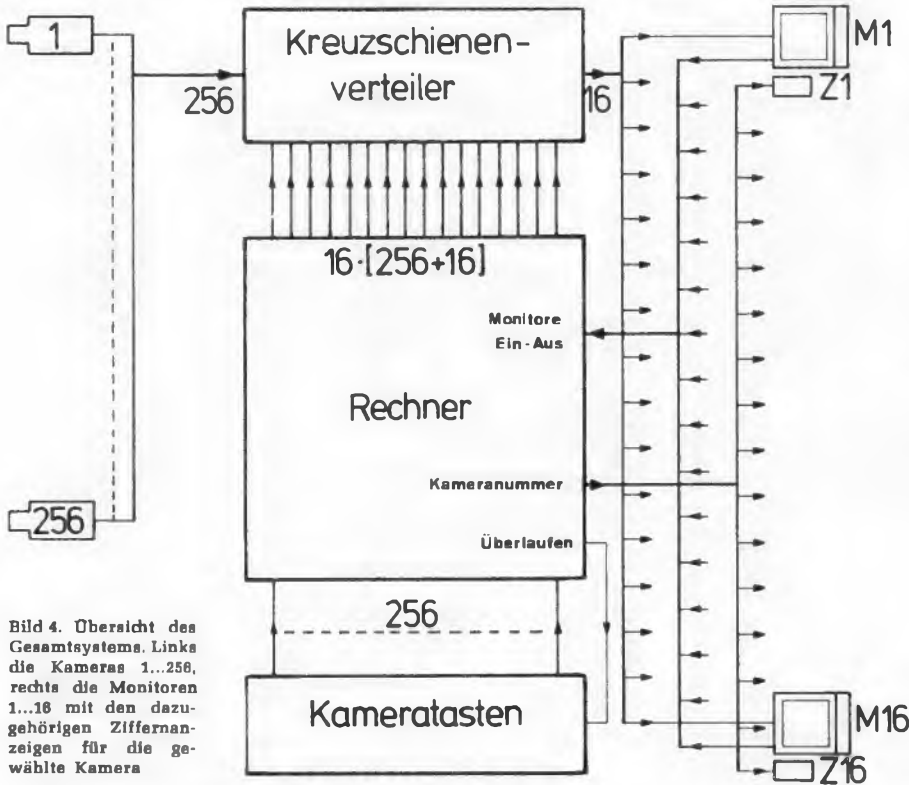 1
Kreuzschienen-
verteiler
256
16
M1
Z1
16·[256+16]
Monitore
Ein-Aus
Rechner
Kameranummer
Überlaufen
256
256
Kameratasten
M16
Z16
Bild 4. Übersicht des
Gesamtsystems. Links
die Kameras 1...256,
rechts die Monitoren
1...16 mit den dazu-
gehörigen Ziffernan-
zeigen für die ge-
wählte Kamera